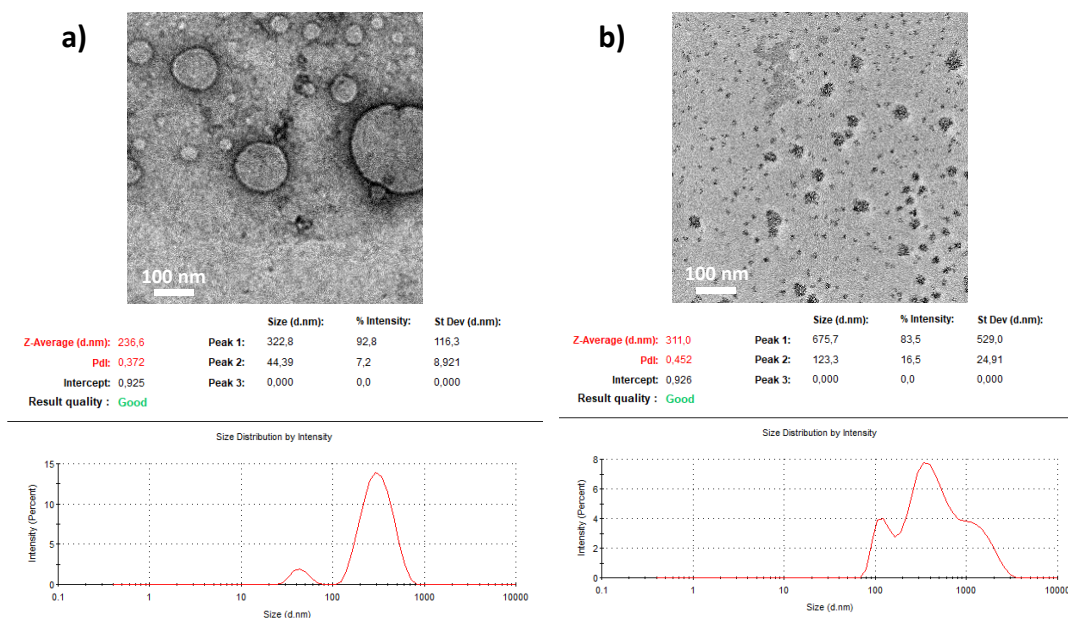 a)
100 nm
Size (d.nm): % Intensity: St Dev (d.nm):
Z-Average (d.nm): 236,6 Peak 1: 322,8 92,8 116,3
PdI: 0,372 Peak 2: 44,39 7,2 8,921
Intercept: 0,925 Peak 3: 0,000 0,0 0,000
Result quality : Good
Size Distribution by Intensity
Intensity (Percent)
15
10
5
0
0.1 1 10 100 1000 10000
Size (d.nm)
b)
100 nm
Size (d.nm): % Intensity: St Dev (d.nm):
Z-Average (d.nm): 311,0 Peak 1: 675,7 83,5 529,0
PdI: 0,452 Peak 2: 123,3 16,5 24,91
Intercept: 0,926 Peak 3: 0,000 0,0 0,000
Result quality : Good
Size Distribution by Intensity
Intensity (Percent)
8
6
4
2
0
0.1 1 10 100 1000 10000
Size (d.nm)